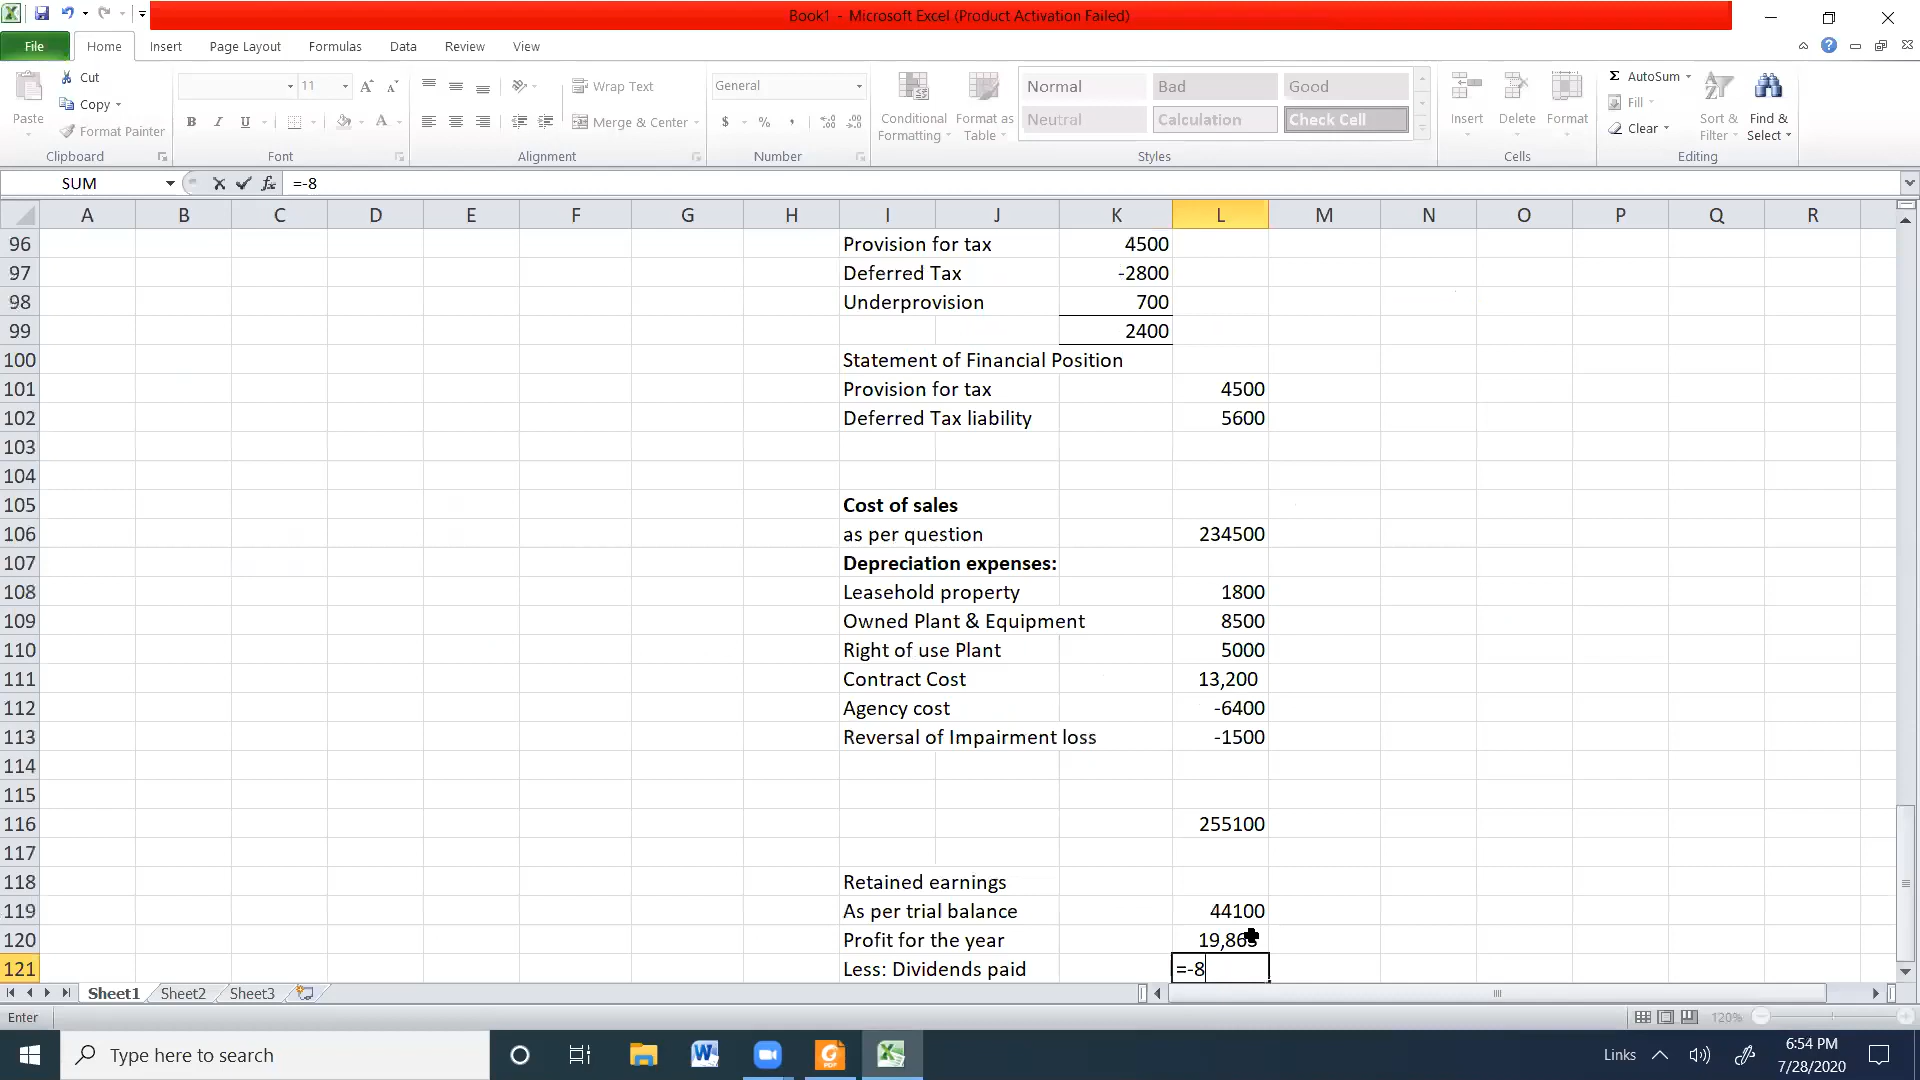 Book1 - Microsoft Excel (Product Activation Failed)
File Home Insert Page Layout Formulas Data Review View
Paste Cut Copy Format Painter
11
Wrap Text
Merge & Center
General
$ % ,
Conditional Formatting
Format as Table
Normal Bad Good
Neutral Calculation Check Cell
Insert Delete Format
Σ AutoSum
Fill
Clear
Sort & Filter
Find & Select
Clipboard Font Alignment Number Styles Cells Editing
SUM =-8
A B C D E F G H I J K L M N O P Q R
96 Provision for tax 4500
97 Deferred Tax -2800
98 Underprovision 700
99 2400
100 Statement of Financial Position
101 Provision for tax 4500
102 Deferred Tax liability 5600
103
104
105 Cost of sales
106 as per question 234500
107 Depreciation expenses:
108 Leasehold property 1800
109 Owned Plant & Equipment 8500
110 Right of use Plant 5000
111 Contract Cost 13,200
112 Agency cost -6400
113 Reversal of Impairment loss -1500
114
115
116 255100
117
118 Retained earnings
119 As per trial balance 44100
120 Profit for the year
121 Less: Dividends paid =-8
Sheet1 Sheet2 Sheet3
Enter 120%
Type here to search
Links
6:54 PM
7/28/2020